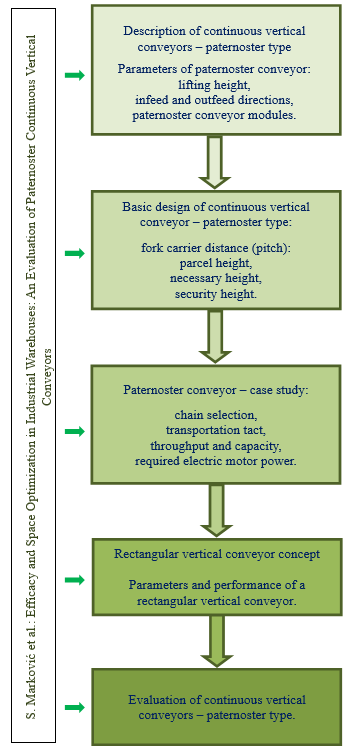 S. Marković et al.: Efficacy and Space Optimization in Industrial Warehouses: An Evaluation of Paternoster Continuous Vertical
Conveyors
Description of continuous vertical
conveyors – paternoster type
Parameters of paternoster conveyor:
lifting height,
infeed and outfeed directions,
paternoster conveyor modules.
Basic design of continuous vertical
conveyor – paternoster type:
fork carrier distance (pitch):
parcel height,
necessary height,
security height.
Paternoster conveyor – case study:
chain selection,
transportation tact,
throughput and capacity,
required electric motor power.
Rectangular vertical conveyor concept
Parameters and performance of a
rectangular vertical conveyor.
Evaluation of continuous vertical
conveyors – paternoster type.